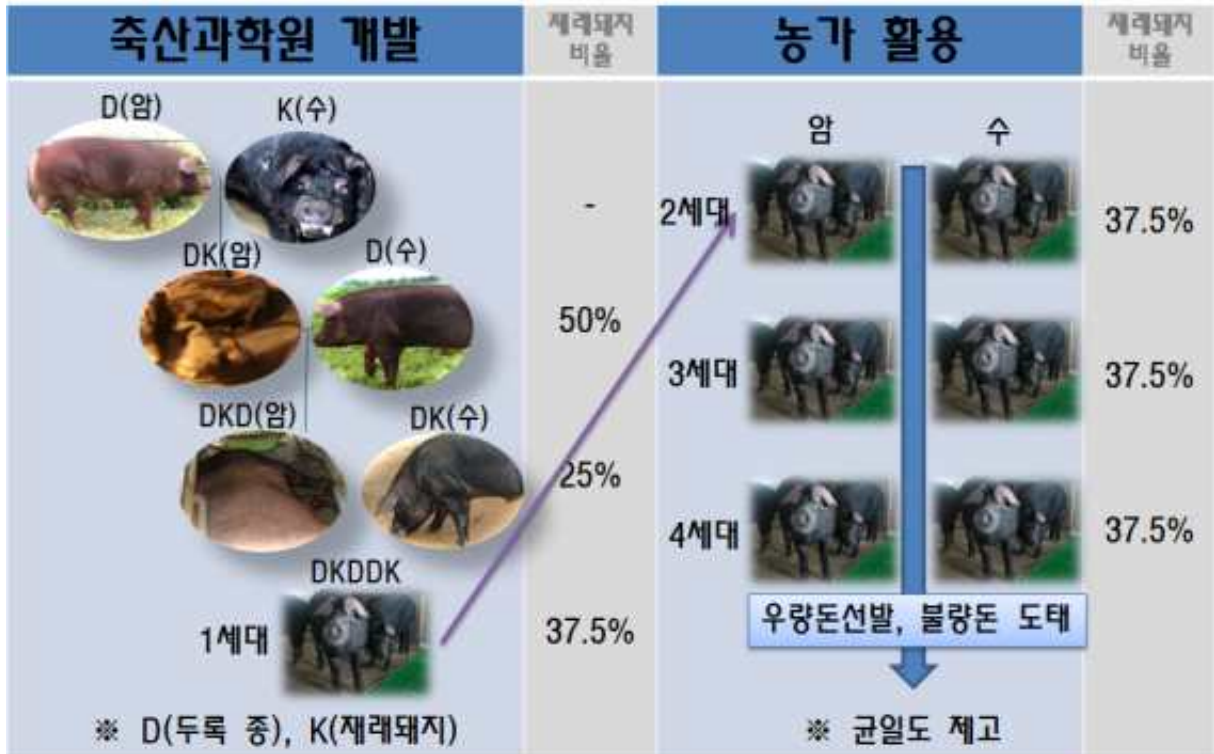 축산과학원 개발
재래돼지
비율
D(암) K(수)
-
DK(암) D(수)
50%
DKD(암) DK(수)
25%
DKDDK
1세대
37.5%
※ D(두록 종), K(재래돼지)
농가 활용
재래돼지
비율
암 수
2세대 37.5%
3세대 37.5%
4세대 37.5%
우량돈선발, 불량돈 도태
※ 균일도 제고